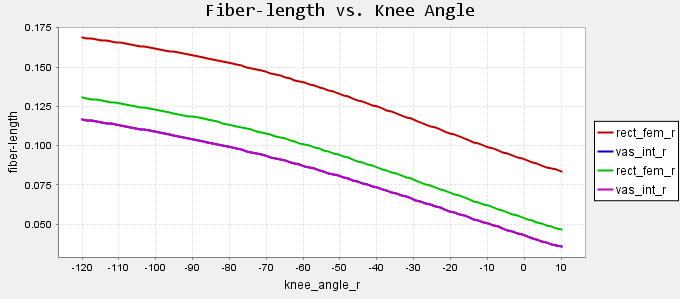 Fiber-length vs. Knee Angle
0.175
0.150
0.125
0.100
0.075
0.050
fiber-length
-120 -110 -100 -90 -80 -70 -60 -50 -40 -30 -20 -10 0 10
knee_angle_r
rect_fem_r
vas_int_r
rect_fem_r
vas_int_r